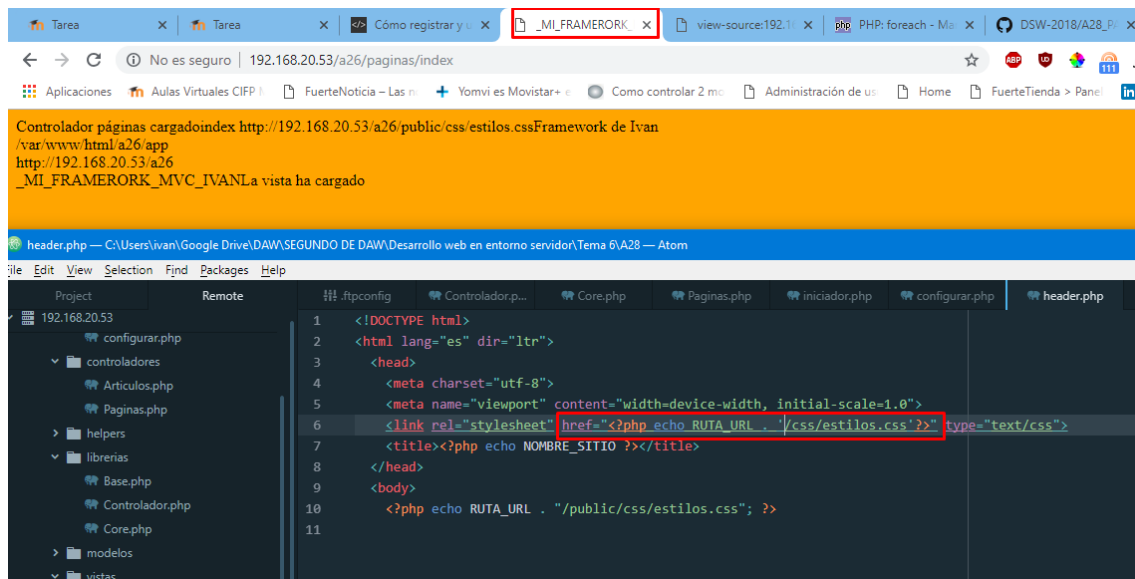 Tarea
Tarea
Cómo registrar y u
_MI_FRAMERORK_
view-source:192.1
PHP: foreach - Ma
DSW-2018/A28_PA
No es seguro | 192.168.20.53/a26/paginas/index
ABP
111
Aplicaciones
Aulas Virtuales CIFP
FuerteNoticia – Las n
Yomvi es Movistar+ e
Como controlar 2 mo
Administración de us
Home
FuerteTienda > Panel
in
Controlador páginas cargadoindex http://192.168.20.53/a26/public/css/estilos.cssFramework de Ivan
/var/www/html/a26/app
http://192.168.20.53/a26
_MI_FRAMERORK_MVC_IVANLa vista ha cargado
header.php — C:\Users\ivan\Google Drive\DAW\SEGUNDO DE DAW\Desarrollo web en entorno servidor\Tema 6\A28 — Atom
File Edit View Selection Find Packages Help
Project
Remote
.ftpconfig
Controlador.p...
Core.php
Paginas.php
iniciador.php
configurar.php
header.php
192.168.20.53
configurar.php
controladores
Articulos.php
Paginas.php
helpers
librerias
Base.php
Controlador.php
Core.php
modelos
vistas
1 <!DOCTYPE html>
2 <html lang="es" dir="ltr">
3 <head>
4 <meta charset="utf-8">
5 <meta name="viewport" content="width=device-width, initial-scale=1.0">
6 <link rel="stylesheet" href="<?php echo RUTA_URL . '/css/estilos.css'?>" type="text/css">
7 <title><?php echo NOMBRE_SITIO ?></title>
8 </head>
9 <body>
10 <?php echo RUTA_URL . "/public/css/estilos.css"; ?>
11